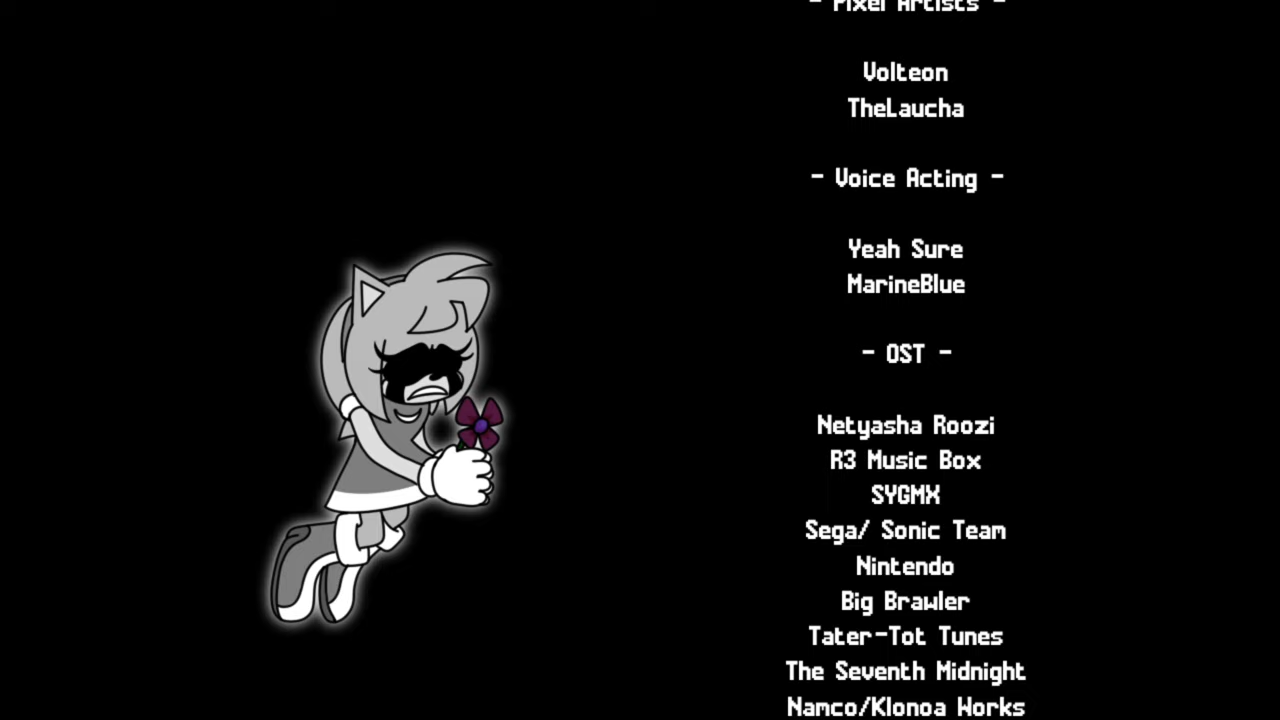 - Pixel Artists -
Volteon
TheLaucha
- Voice Acting -
Yeah Sure
MarineBlue
- OST -
Netyasha Roozi
R3 Music Box
SYGMX
Sega/ Sonic Team
Nintendo
Big Brawler
Tater-Tot Tunes
The Seventh Midnight
Namco/Klonoa Works